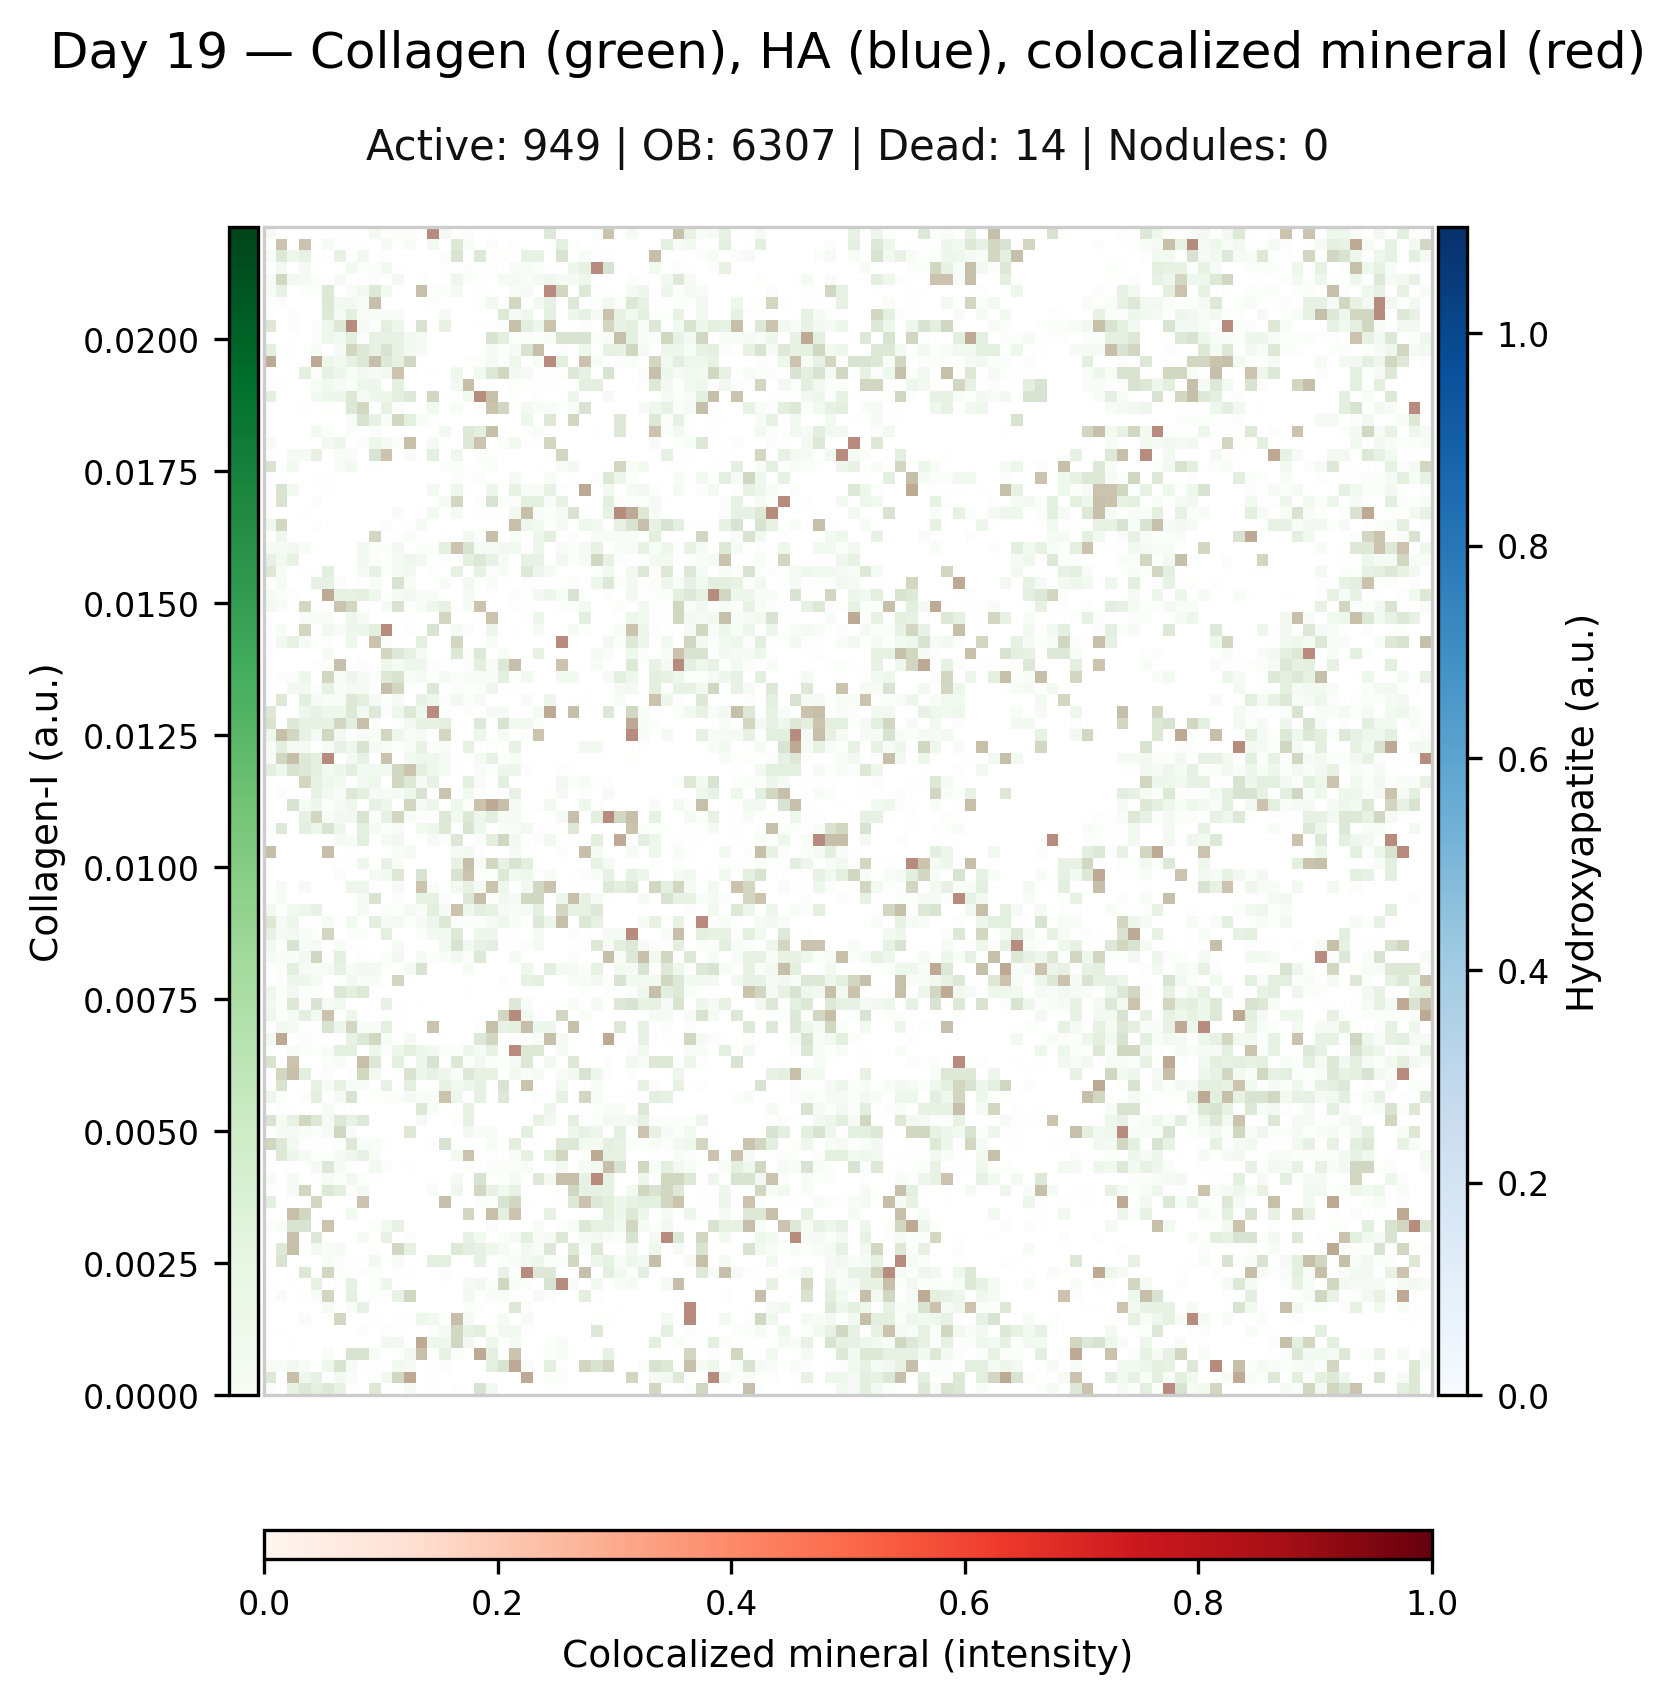 Day 19 — Collagen (green), HA (blue), colocalized mineral (red)
Active: 949 | OB: 6307 | Dead: 14 | Nodules: 0
Collagen-I (a.u.)
0.0200
0.0175
0.0150
0.0125
0.0100
0.0075
0.0050
0.0025
0.0000
1.0
0.8
0.6
0.4
0.2
0.0
Hydroxyapatite (a.u.)
0.0 0.2 0.4 0.6 0.8 1.0
Colocalized mineral (intensity)